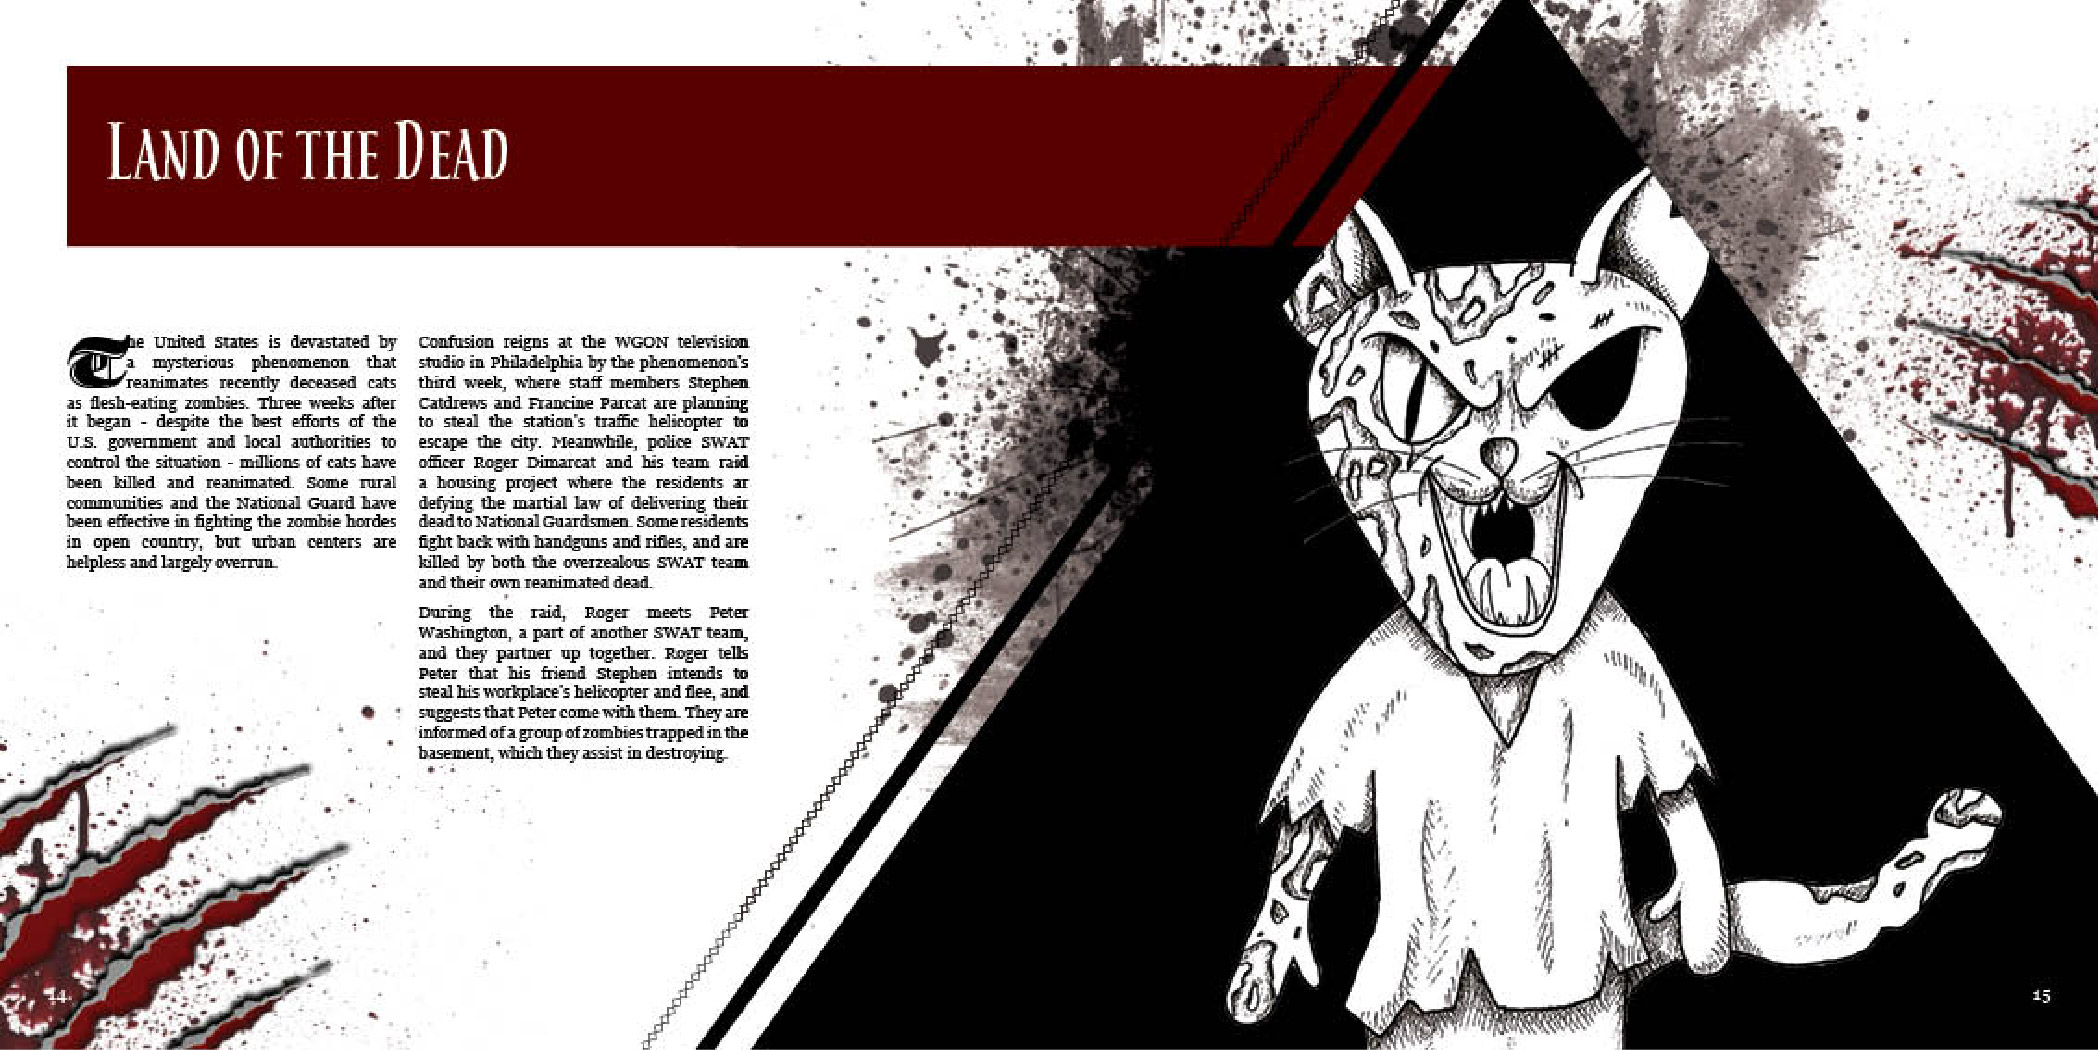 Land of the Dead
The United States is devastated by
a mysterious phenomenon that
reanimates recently deceased cats
as flesh-eating zombies. Three weeks after
it began - despite the best efforts of the
U.S. government and local authorities to
control the situation - millions of cats have
been killed and reanimated. Some rural
communities and the National Guard have
been effective in fighting the zombie hordes
in open country, but urban centers are
helpless and largely overrun.
Confusion reigns at the WGON television
studio in Philadelphia by the phenomenon's
third week, where staff members Stephen
Catdrews and Francine Parcat are planning
to steal the station's traffic helicopter to
escape the city. Meanwhile, police SWAT
officer Roger Dimarcat and his team raid
a housing project where the residents ar
defying the martial law of delivering their
dead to National Guardsmen. Some residents
fight back with handguns and rifles, and are
killed by both the overzealous SWAT team
and their own reanimated dead.
During the raid, Roger meets Peter
Washington, a part of another SWAT team,
and they partner up together. Roger tells
Peter that his friend Stephen intends to
steal his workplace's helicopter and flee, and
suggests that Peter come with them. They are
informed of a group of zombies trapped in the
basement, which they assist in destroying.
14
15